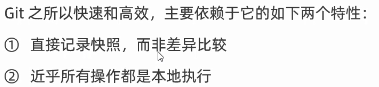 Git 之所以快速和高效，主要依赖于它的如下两个特性：
① 直接记录快照，而非差异比较
② 近乎所有操作都是本地执行